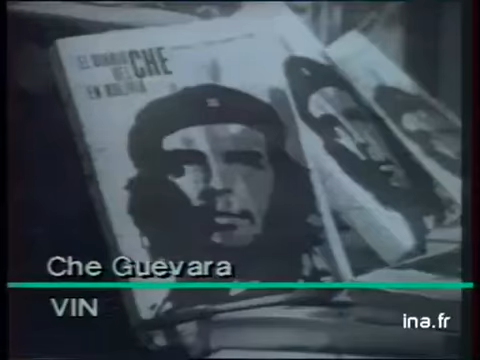 EL DIARIO
DEL CHE
EN BOLIVIA
Che Guevara
VIN
ina.fr